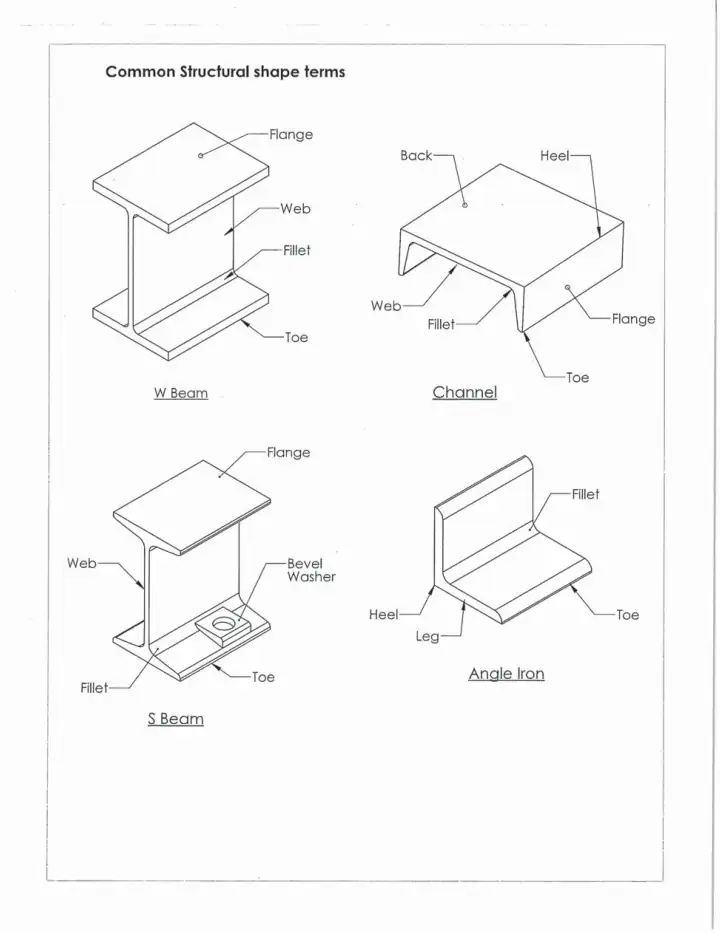 Common Structural shape terms
Flange
Web
Fillet
Toe
W Beam
Back
Heel
Web
Fillet
Flange
Toe
Channel
Flange
Web
Bevel
Washer
Fillet
Toe
S Beam
Fillet
Heel
Leg
Toe
Angle Iron